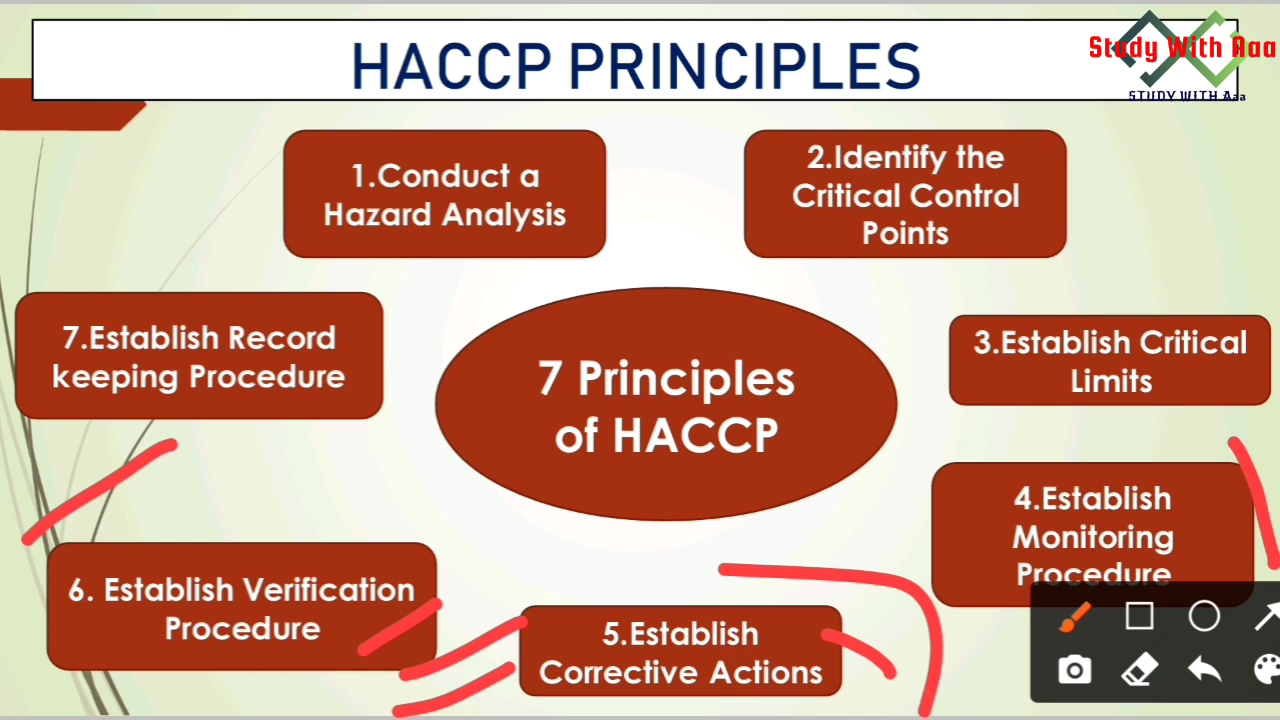 HACCP PRINCIPLES
Study With Aaa
STUDY WITH Aaa
1.Conduct a
Hazard Analysis
2.Identify the
Critical Control
Points
7.Establish Record
keeping Procedure
7 Principles
of HACCP
3.Establish Critical
Limits
4.Establish
Monitoring
Procedure
6. Establish Verification
Procedure
5.Establish
Corrective Actions